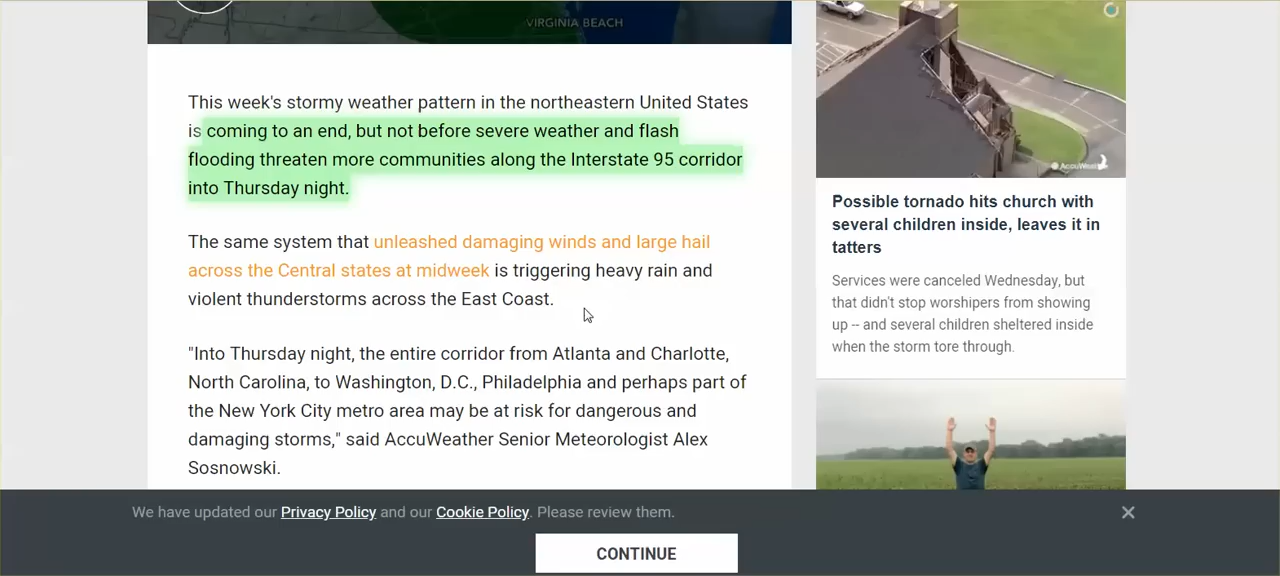 VIRGINIA BEACH
This week's stormy weather pattern in the northeastern United States
is coming to an end, but not before severe weather and flash
flooding threaten more communities along the Interstate 95 corridor
into Thursday night.
The same system that unleashed damaging winds and large hail
across the Central states at midweek is triggering heavy rain and
violent thunderstorms across the East Coast.
"Into Thursday night, the entire corridor from Atlanta and Charlotte,
North Carolina, to Washington, D.C., Philadelphia and perhaps part of
the New York City metro area may be at risk for dangerous and
damaging storms," said AccuWeather Senior Meteorologist Alex
Sosnowski.
AccuWeather
Possible tornado hits church with
several children inside, leaves it in
tatters
Services were canceled Wednesday, but
that didn't stop worshipers from showing
up -- and several children sheltered inside
when the storm tore through.
We have updated our Privacy Policy and our Cookie Policy. Please review them.
CONTINUE